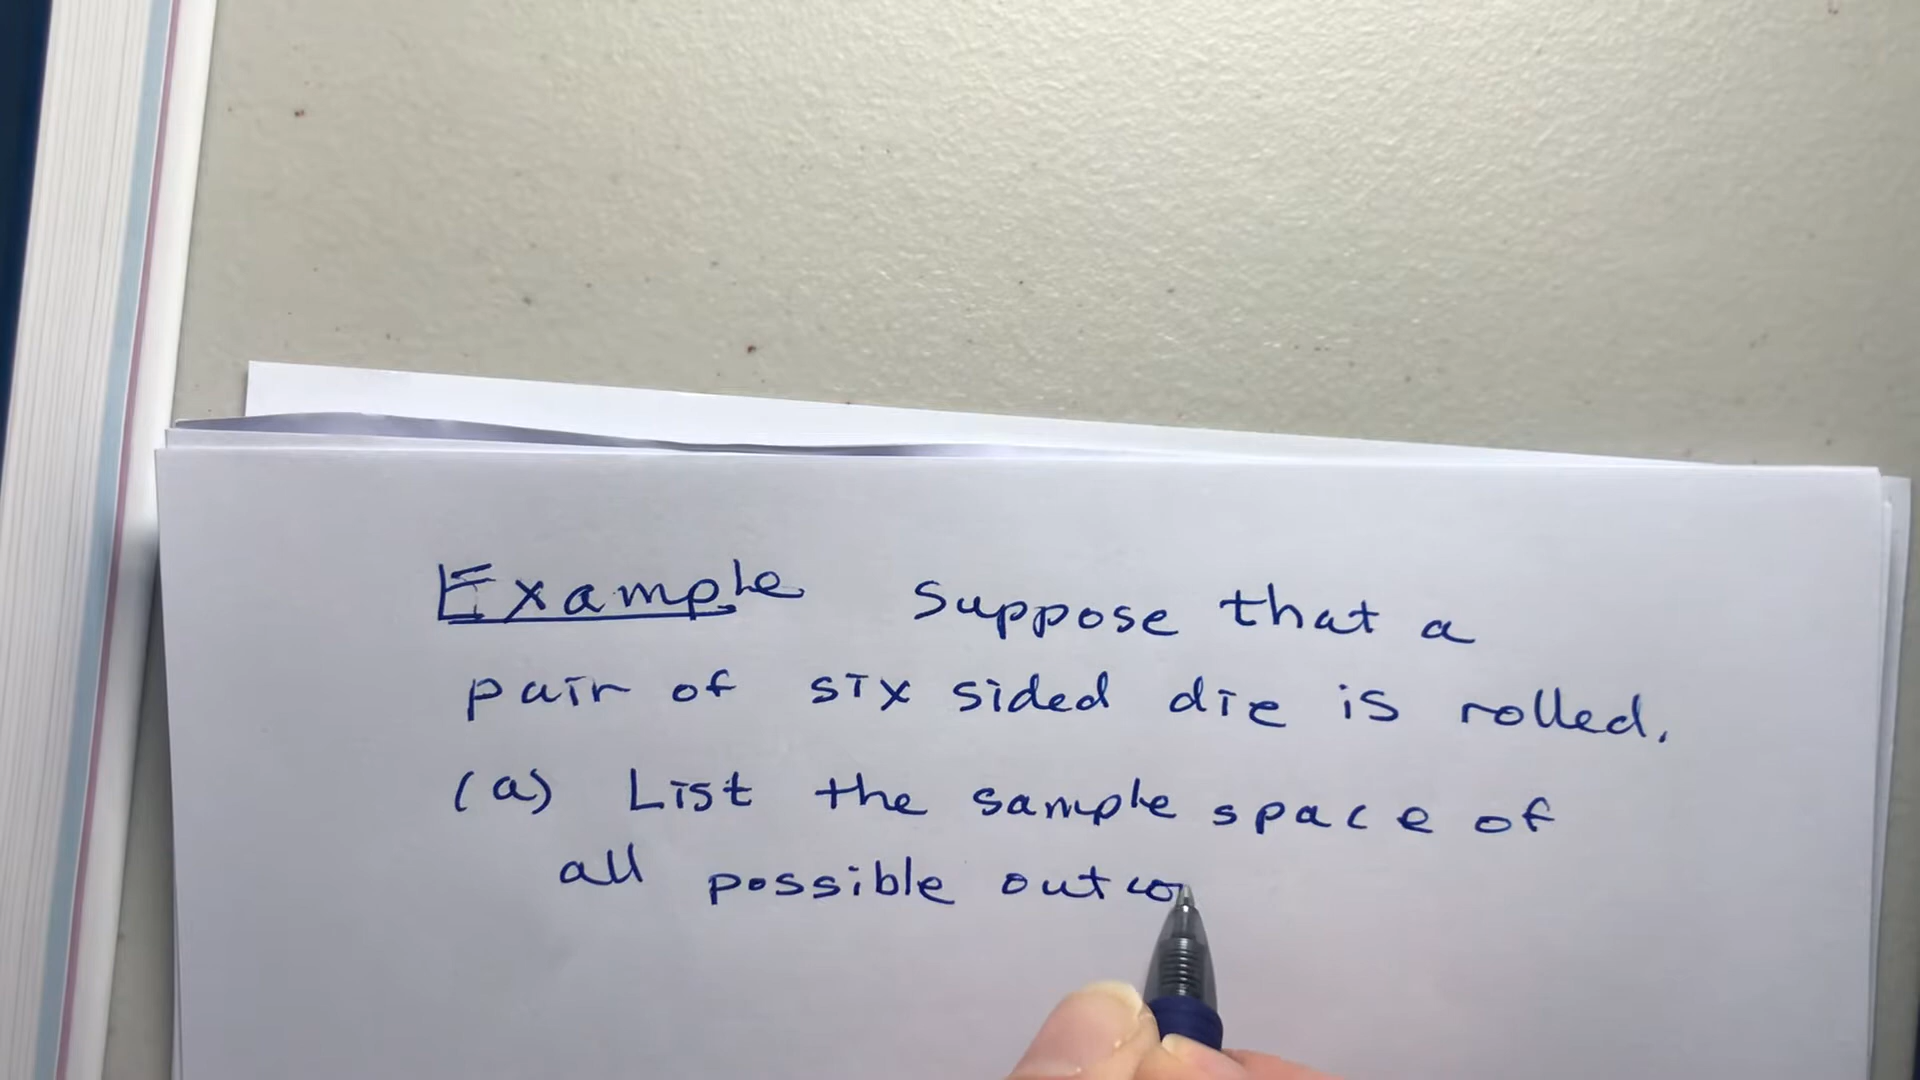 Example Suppose that a
pair of six sided die is rolled.
(a) List the sample space of
all possible outco